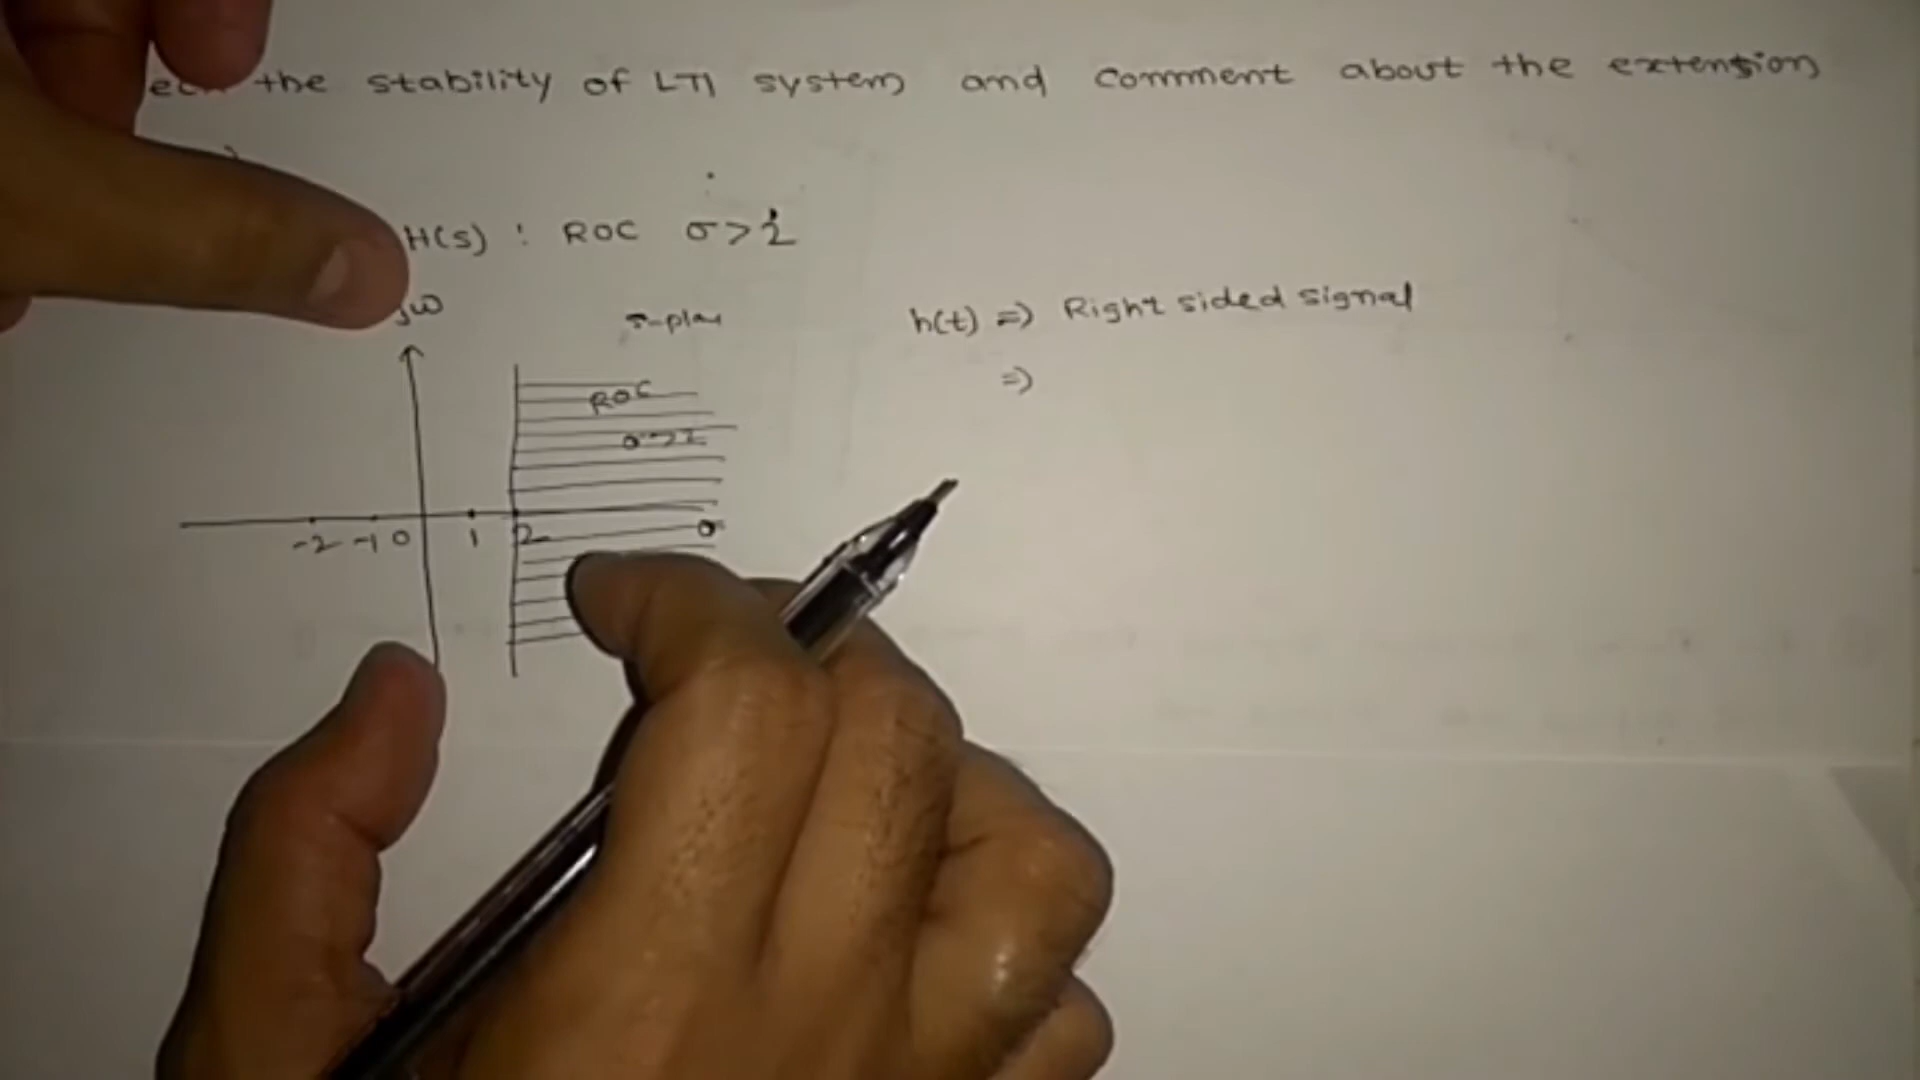 the stability of LTI system and comment about the extension
H(s) : ROC σ>2
jω
s-plan
h(t) => Right sided signal
=>
ROC
σ>2
-2 -1 0 1 2 σ